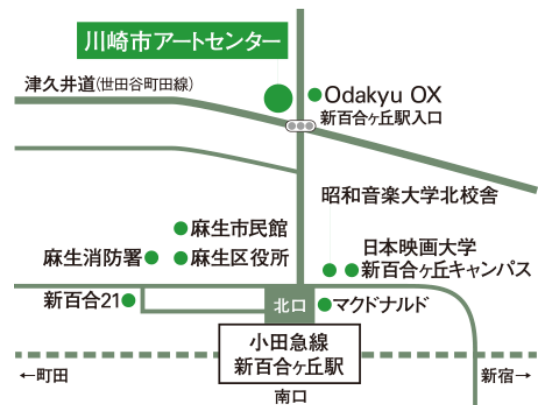 川崎市アートセンター
津久井道(世田谷町田線)
Odakyu OX
新百合ヶ丘駅入口
昭和音楽大学北校舎
麻生市民館
麻生消防署
麻生区役所
日本映画大学
新百合ヶ丘キャンパス
新百合21
北口
マクドナルド
小田急線
新百合ヶ丘駅
←町田
新宿→
南口